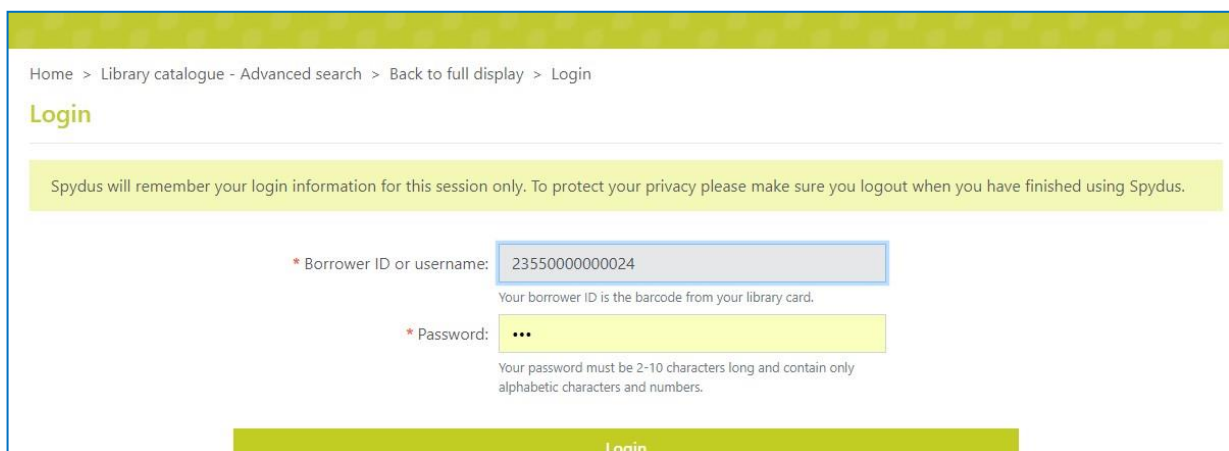 Home > Library catalogue - Advanced search > Back to full display > Login
Login
Spydus will remember your login information for this session only. To protect your privacy please make sure you logout when you have finished using Spydus.
* Borrower ID or username: 23550000000024
Your borrower ID is the barcode from your library card.
* Password: •••
Your password must be 2-10 characters long and contain only
alphabetic characters and numbers.
Login